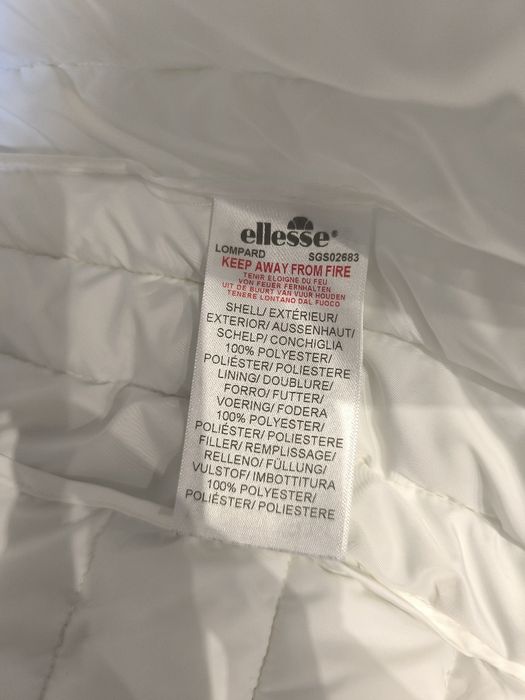 ellesse®
LOMPARD SGS02683
KEEP AWAY FROM FIRE
TENIR ELOIGNE DU FEU
VON FEUER FERNHALTEN
UIT DE BUURT VAN VUUR HOUDEN
TENERE LONTANO DAL FUOCO
SHELL/ EXTÉRIEUR/
EXTERIOR/ AUSSENHAUT/
SCHELP/ CONCHIGLIA
100% POLYESTER/
POLIÉSTER/ POLIESTERE
LINING/ DOUBLURE/
FORRO/ FUTTER/
VOERING/ FODERA
100% POLYESTER/
POLIÉSTER/ POLIESTERE
FILLER/ REMPLISSAGE/
RELLENO/ FÜLLUNG/
VULSTOF/ IMBOTTITURA
100% POLYESTER/
POLIÉSTER/ POLIESTERE